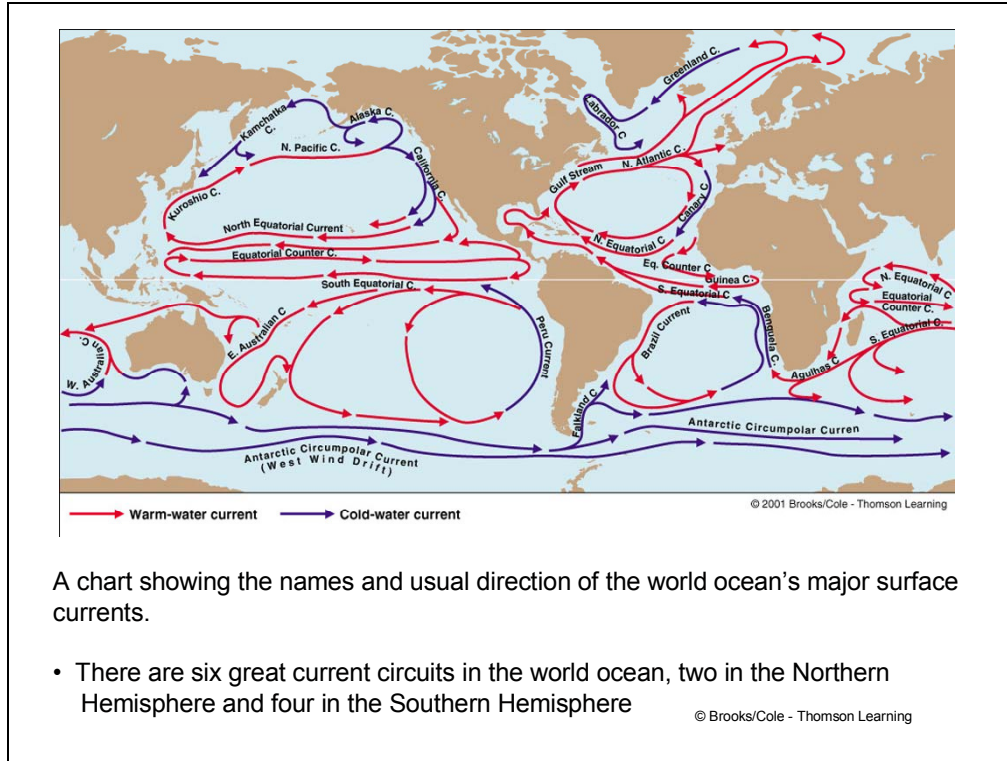 Greenland C.
Labrador C
Kamchatka
C.
Alaska C.
N. Pacific C.
California C.
Kuroshio C.
North Equatorial Current
Equatorial Counter C.
South Equatorial C.
Gulf Stream
N. Atlantic C.
Canary C
N. Equatorial C
Eq. Counter C
Guinea C.
S. Equatorial C
N. Equatorial C
Equatorial
Counter C.
S. Equatorial C.
E. Australian C
W. Australian C.
Peru Current
Brazil Current
Benguela C.
Agulhas C
Falkland C
Antarctic Circumpolar Curren
Antarctic Circumpolar Current
(West Wind Drift)
Warm-water current
Cold-water current
© 2001 Brooks/Cole - Thomson Learning
A chart showing the names and usual direction of the world ocean's major surface
currents.
• There are six great current circuits in the world ocean, two in the Northern
Hemisphere and four in the Southern Hemisphere
© Brooks/Cole - Thomson Learning